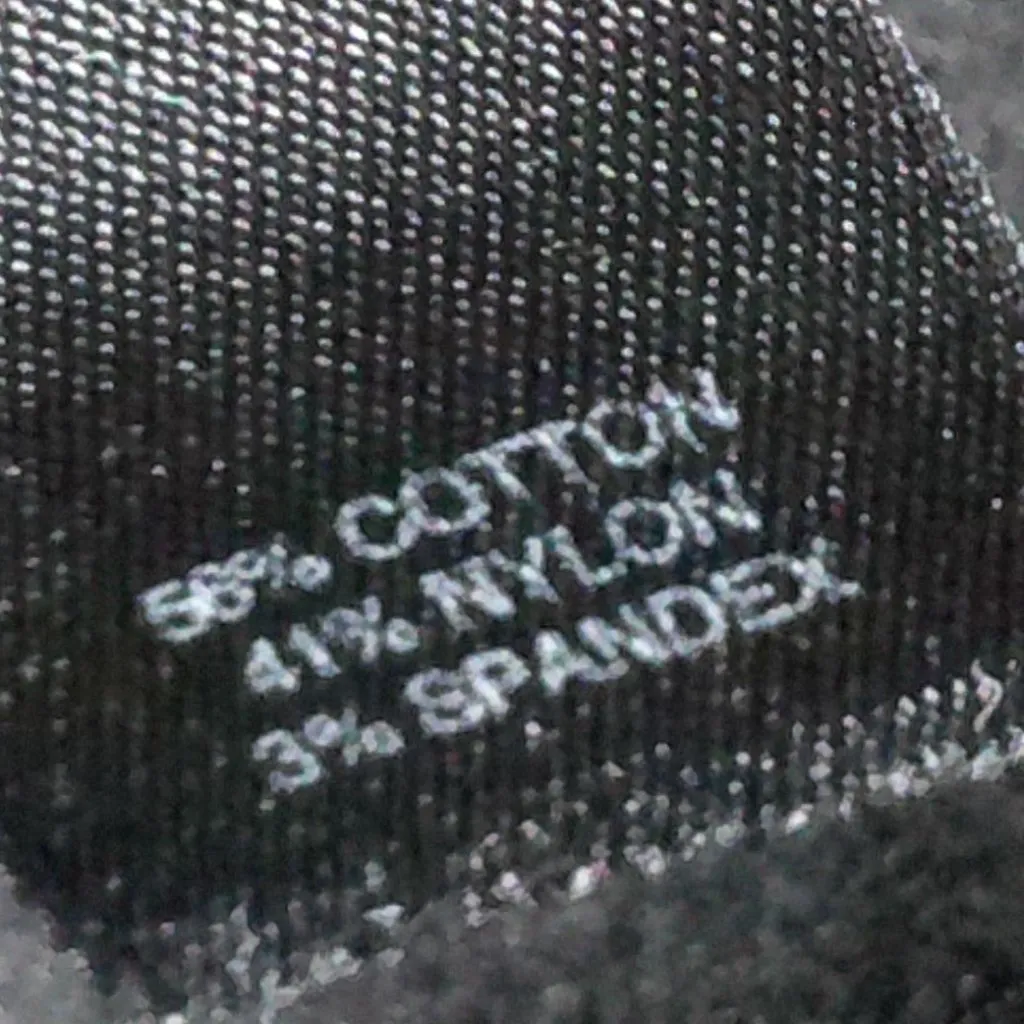 56% COTTON
41% NYLON
3% SPANDEX